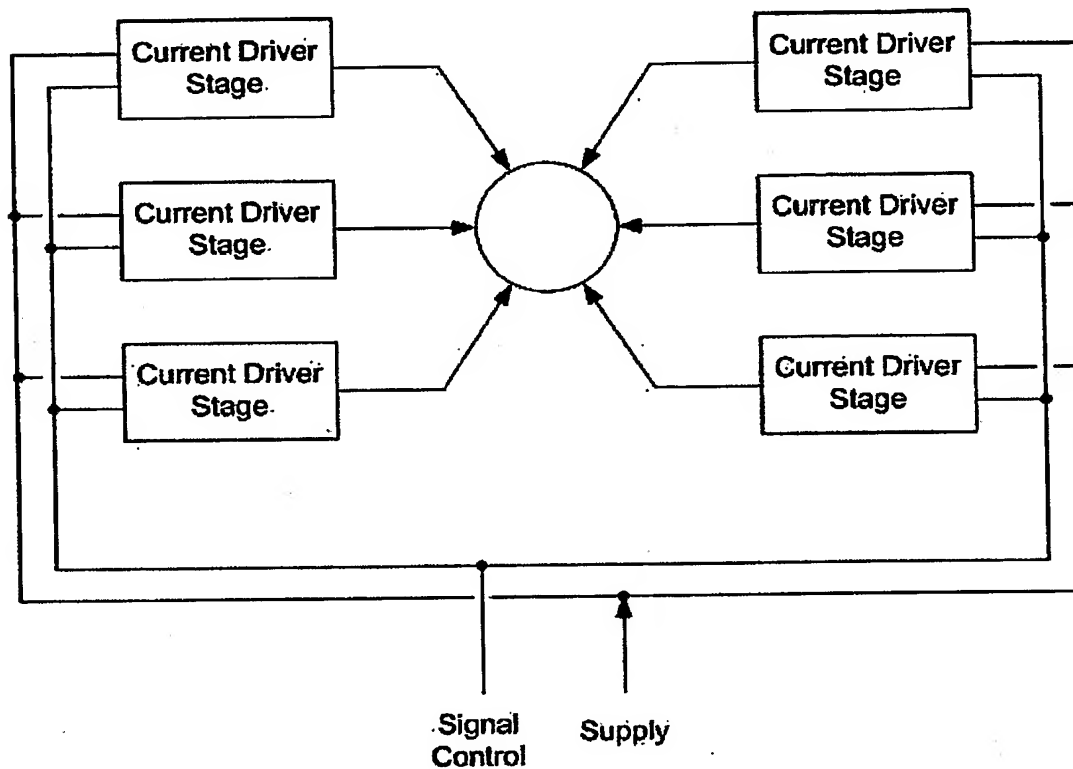 Current Driver
Stage
Current Driver
Stage
Current Driver
Stage
Current Driver
Stage
Current Driver
Stage
Current Driver
Stage
Signal
Control
Supply